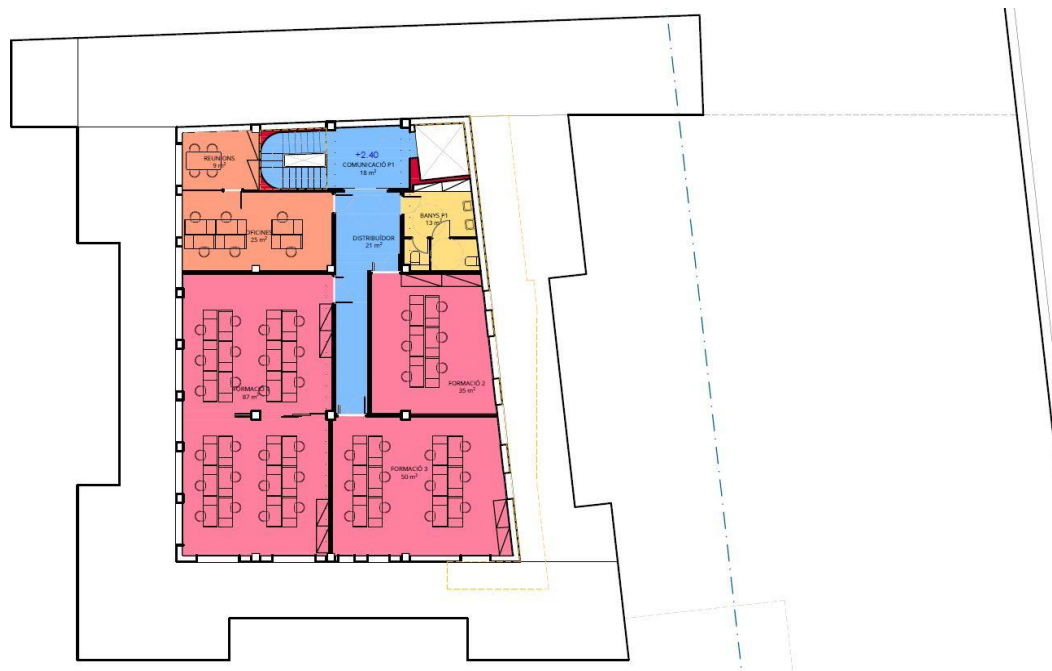 REUNIONS
9 m²
+2.40
COMUNICACIÓ P1
18 m²
OFICINES
25 m²
DISTRIBUÏDOR
21 m²
BANYS P1
13 m²
FORMACIÓ 1
87 m²
FORMACIÓ 2
35 m²
FORMACIÓ 3
50 m²